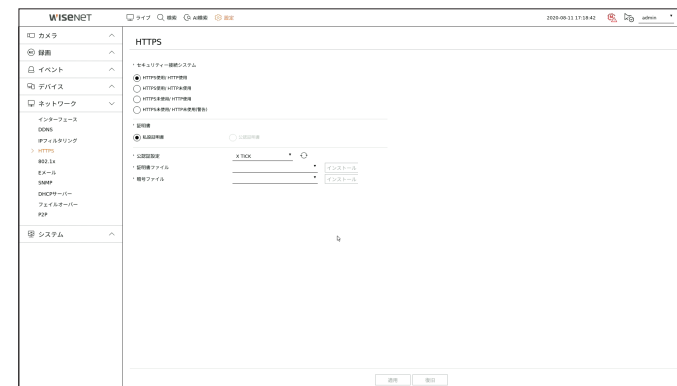 WISENET
ライブ 検索 AI検索 設定
2020-08-11 17:18:42 admin
カメラ
録画
イベント
デバイス
ネットワーク
インターフェース
DDNS
IPフィルタリング
HTTPS
802.1x
Eメール
SNMP
DHCPサーバー
フェイルオーバー
P2P
システム
HTTPS
セキュリティー接続システム
HTTPS使用/ HTTP使用
HTTPS使用/ HTTP未使用
HTTPS未使用/ HTTP使用
HTTPS未使用/ HTTP未使用(警告)
証明書
私設証明書 公認証明書
公認証設定 X TICK
証明書ファイル インストール
暗号ファイル インストール
適用 復旧